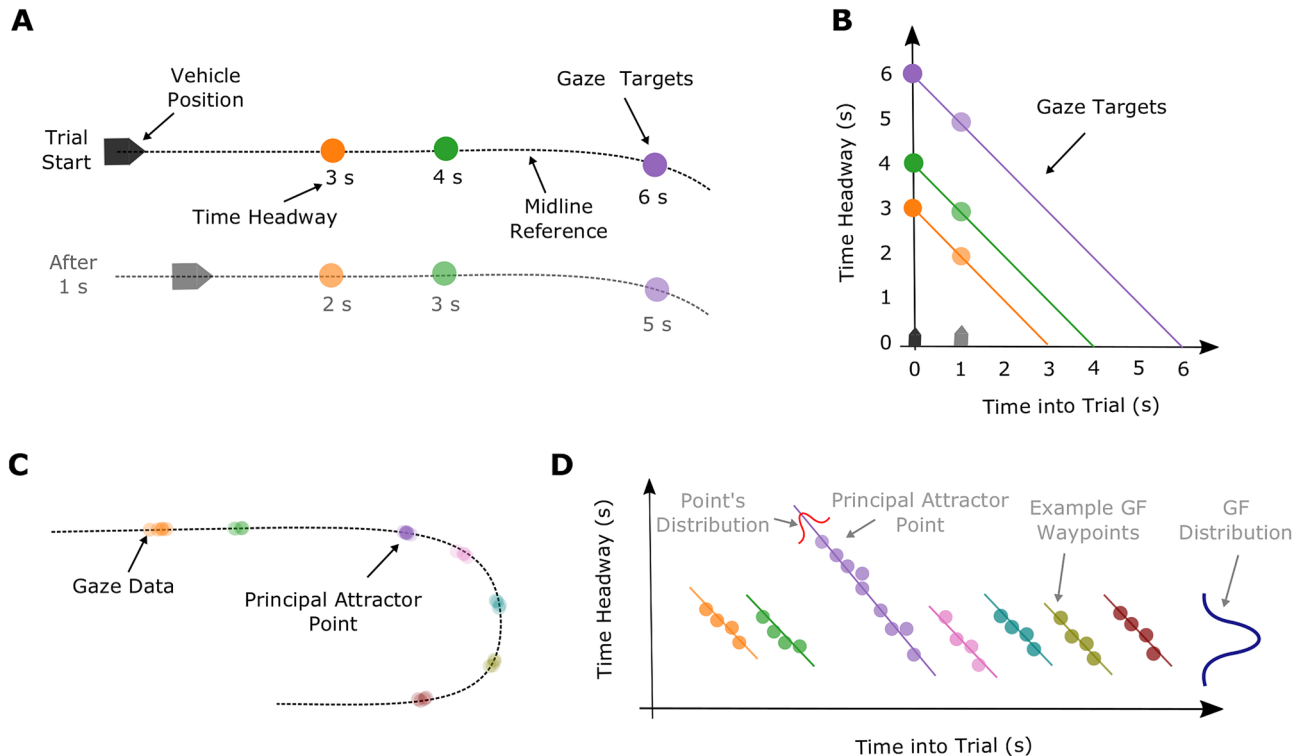 A
Vehicle
Position
Gaze Targets
Trial
Start
3 s
4 s
6 s
Time Headway
Midline
Reference
After
1 s
2 s
3 s
5 s
B
Time Headway (s)
6
5
4
3
2
1
0
Gaze Targets
0 1 2 3 4 5 6
Time into Trial (s)
C
Gaze Data
Principal Attractor
Point
D
Time Headway (s)
Point's
Distribution
Principal Attractor
Point
Example GF
Waypoints
GF
Distribution
Time into Trial (s)